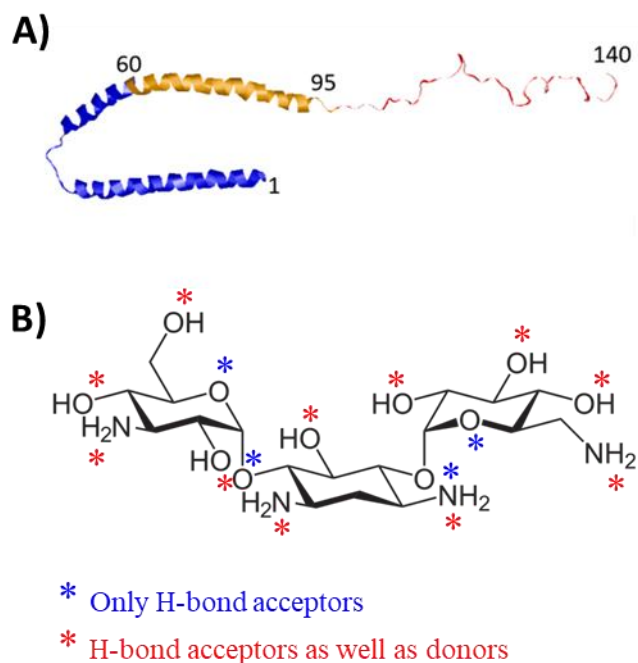 A)
60
95
140
1
B)
* OH
* O *
HO * H₂N * HO * O *
OH *
H₂N * NH₂ *
O *
HO * OH * OH *
O *
NH₂ *
* Only H-bond acceptors
* H-bond acceptors as well as donors